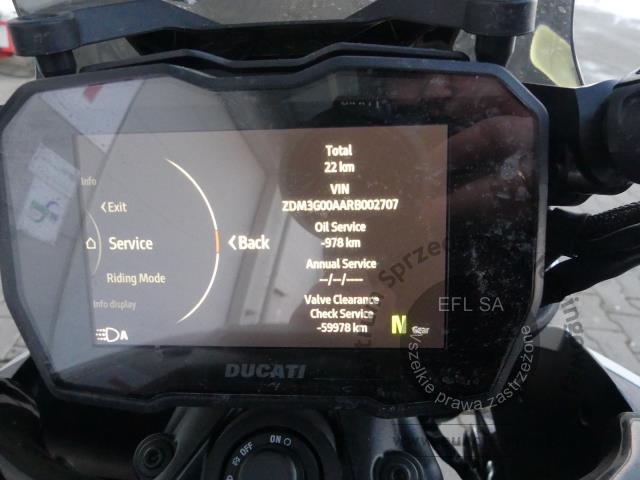 Info
<Exit
Service
Riding Mode
Info display
A
<Back
Total
22 km
VIN
ZDM3G00AARB002707
Oil Service
-978 km
Annual Service
--/--/----
Valve Clearance
Check Service
-59978 km
N Gear
DUCATI
OFF
ON
EFL SA
wszelkie prawa zastrzeżone